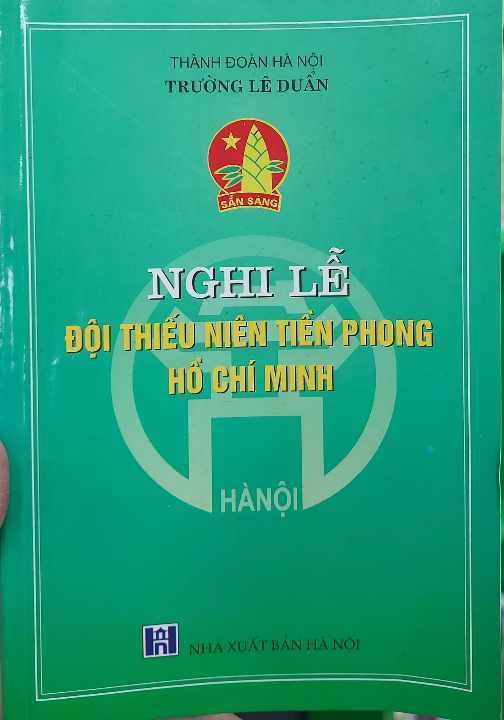 THÀNH ĐOÀN HÀ NỘI
TRƯỜNG LÊ DUẨN
SẴN SÀNG
NGHI LỄ
ĐỘI THIẾU NIÊN TIỀN PHONG
HỒ CHÍ MINH
HÀNỘI
NHÀ XUẤT BẢN HÀ NỘI